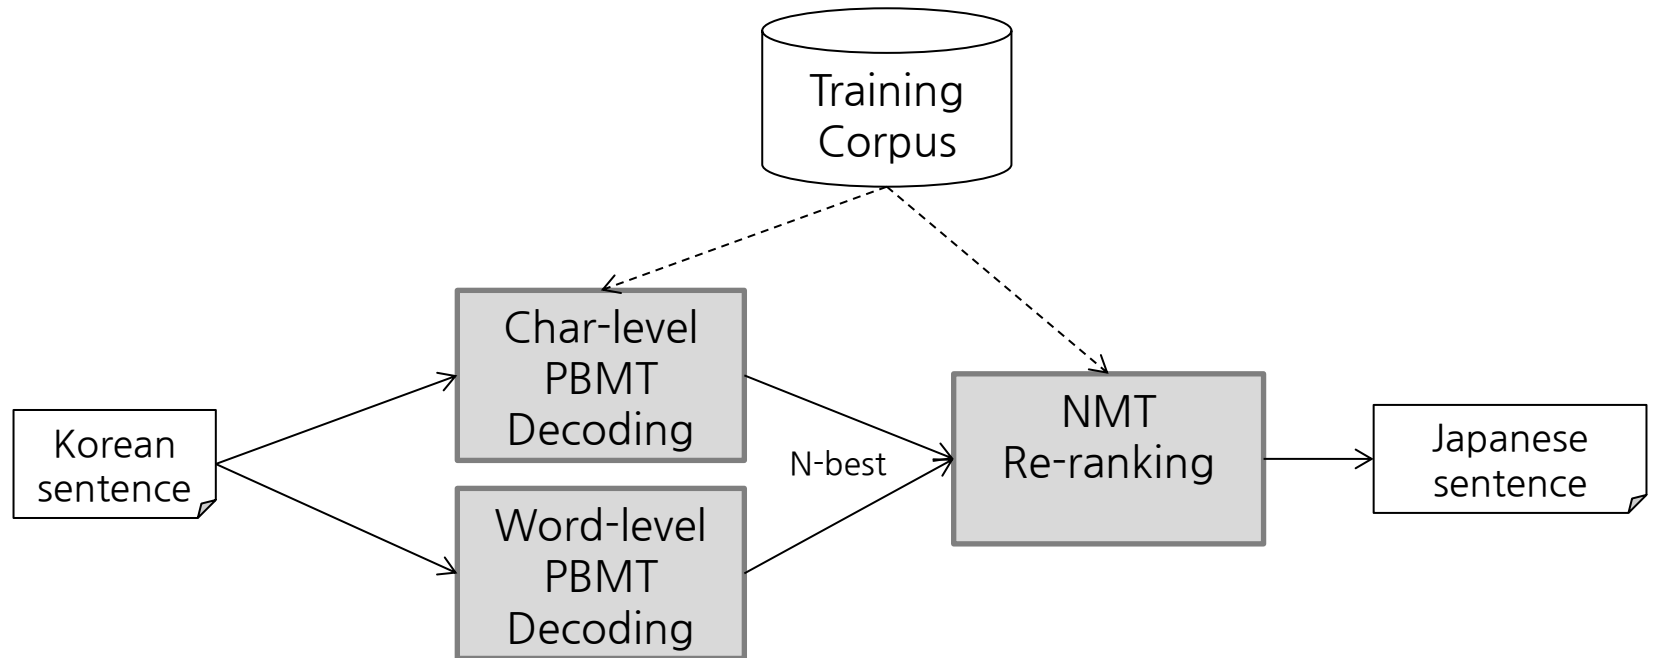 Training
Corpus
Char-level
PBMT
Decoding
Korean
sentence
N-best
NMT
Re-ranking
Japanese
sentence
Word-level
PBMT
Decoding